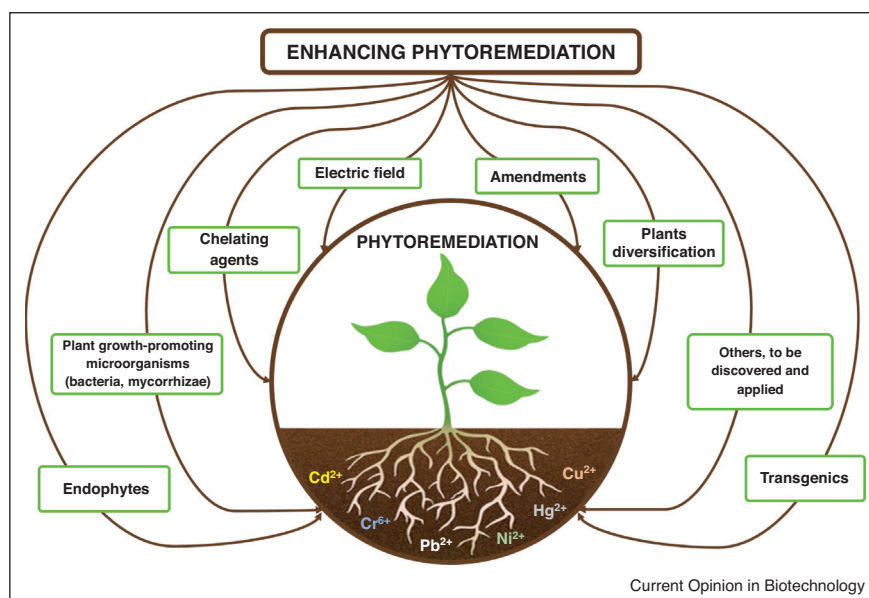 ENHANCING PHYTOREMEDIATION
Electric field
Amendments
Chelating
agents
PHYTOREMEDIATION
Plants
diversification
Plant growth-promoting
microorganisms
(bacteria, mycorrhizae)
Others, to be
discovered and
applied
Endophytes
Transgenics
Cd²⁺
Cu²⁺
Cr⁶⁺
Hg²⁺
Pb²⁺
Ni²⁺
Current Opinion in Biotechnology